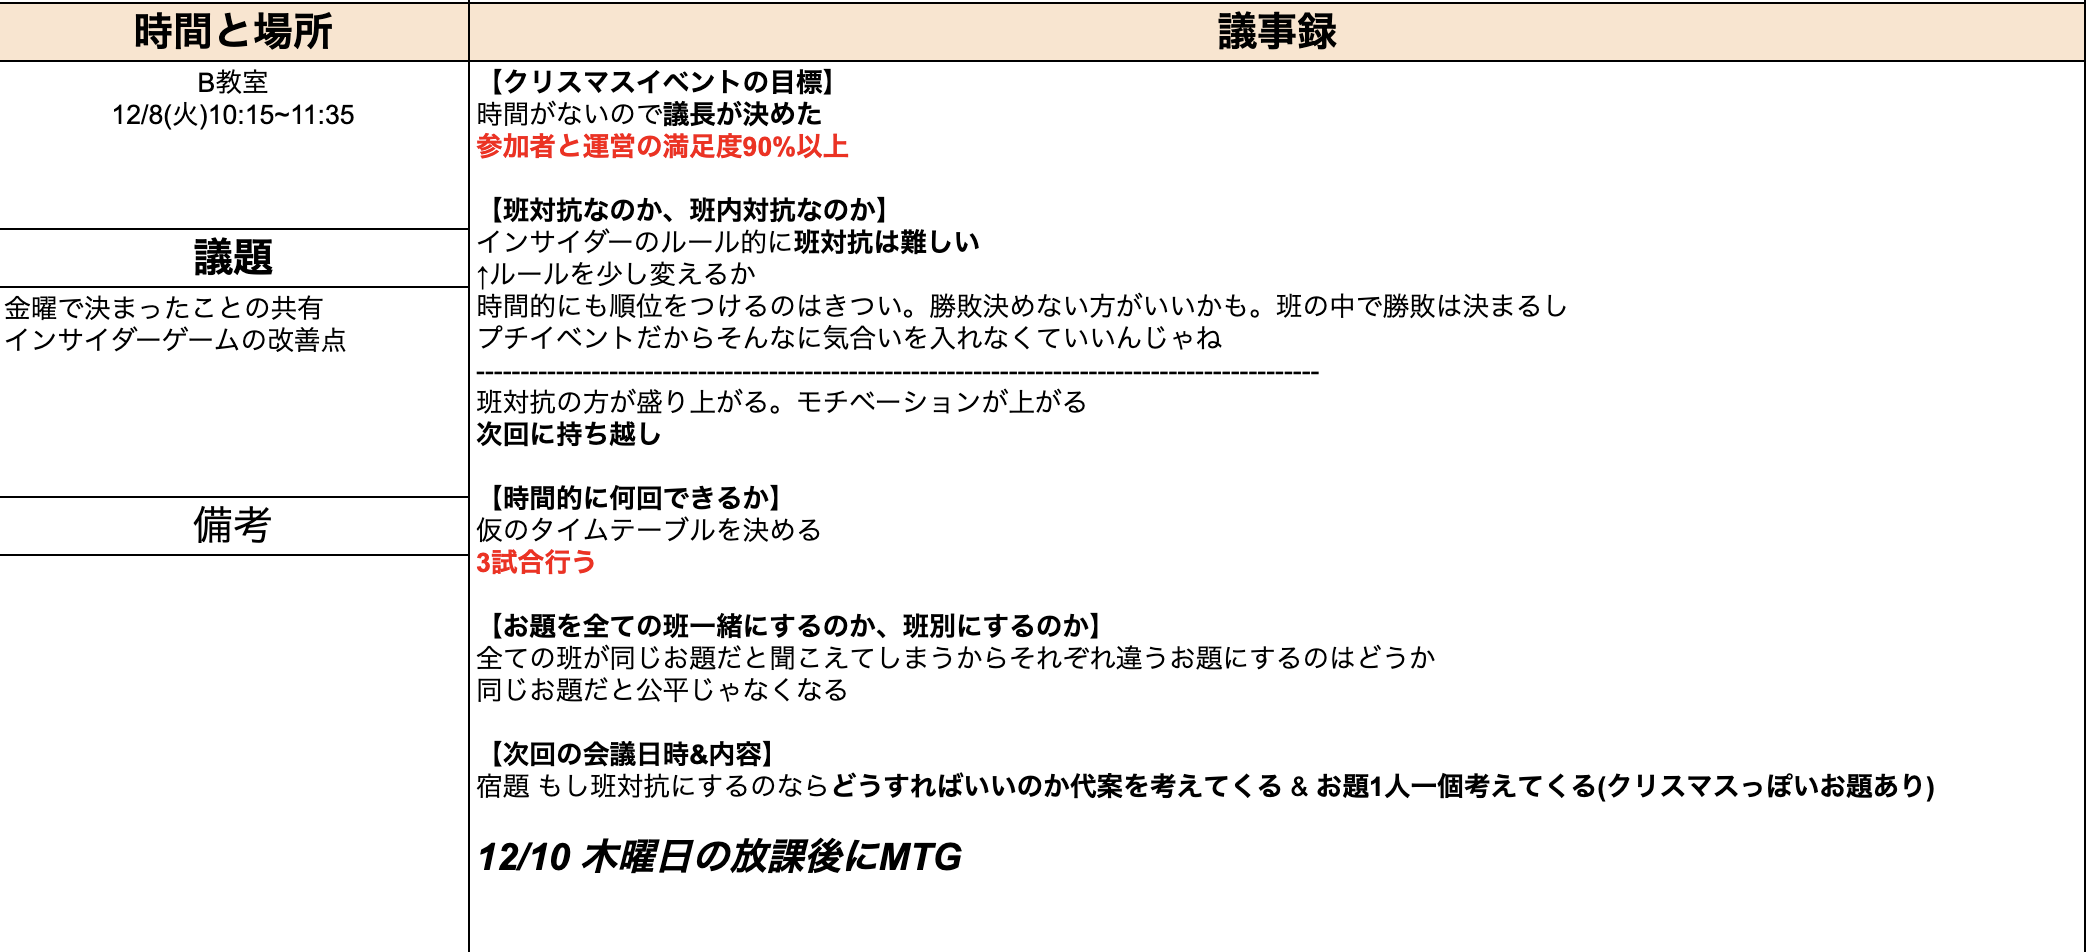 時間と場所
議事録
B教室
12/8(火)10:15~11:35
議題
金曜で決まったことの共有
インサイダーゲームの改善点
備考
【クリスマスイベントの目標】
時間がないので議長が決めた
参加者と運営の満足度90%以上
【班対抗なのか、班内対抗なのか】
インサイダーのルール的に班対抗は難しい
↑ルールを少し変えるか
時間的にも順位をつけるのはきつい。勝敗決めない方がいいかも。班の中で勝敗は決まるし
プチイベントだからそんなに気合いを入れなくていいんじゃね
-----------------------------------------------------------------------------------------------
班対抗の方が盛り上がる。モチベーションが上がる
次回に持ち越し
【時間的に何回できるか】
仮のタイムテーブルを決める
3試合行う
【お題を全ての班一緒にするのか、班別にするのか】
全ての班が同じお題だと聞こえてしまうからそれぞれ違うお題にするのはどうか
同じお題だと公平じゃなくなる
【次回の会議日時&内容】
宿題 もし班対抗にするのならどうすればいいのか代案を考えてくる & お題1人一個考えてくる(クリスマスっぽいお題あり)
12/10 木曜日の放課後にMTG